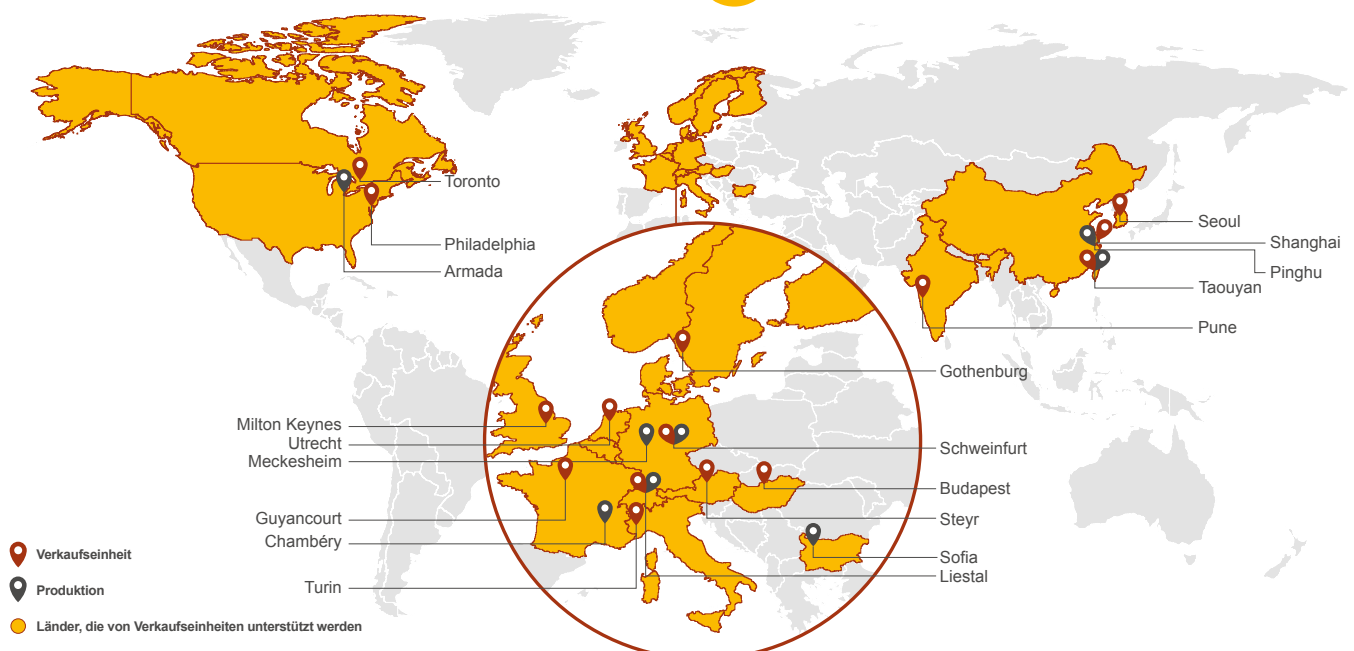 Toronto
Philadelphia
Armada
Seoul
Shanghai
Pinghu
Taouyan
Pune
Gothenburg
Milton Keynes
Utrecht
Meckesheim
Schweinfurt
Budapest
Guyancourt
Steyr
Chambéry
Sofia
Liestal
Turin
Verkaufseinheit
Produktion
Länder, die von Verkaufseinheiten unterstützt werden